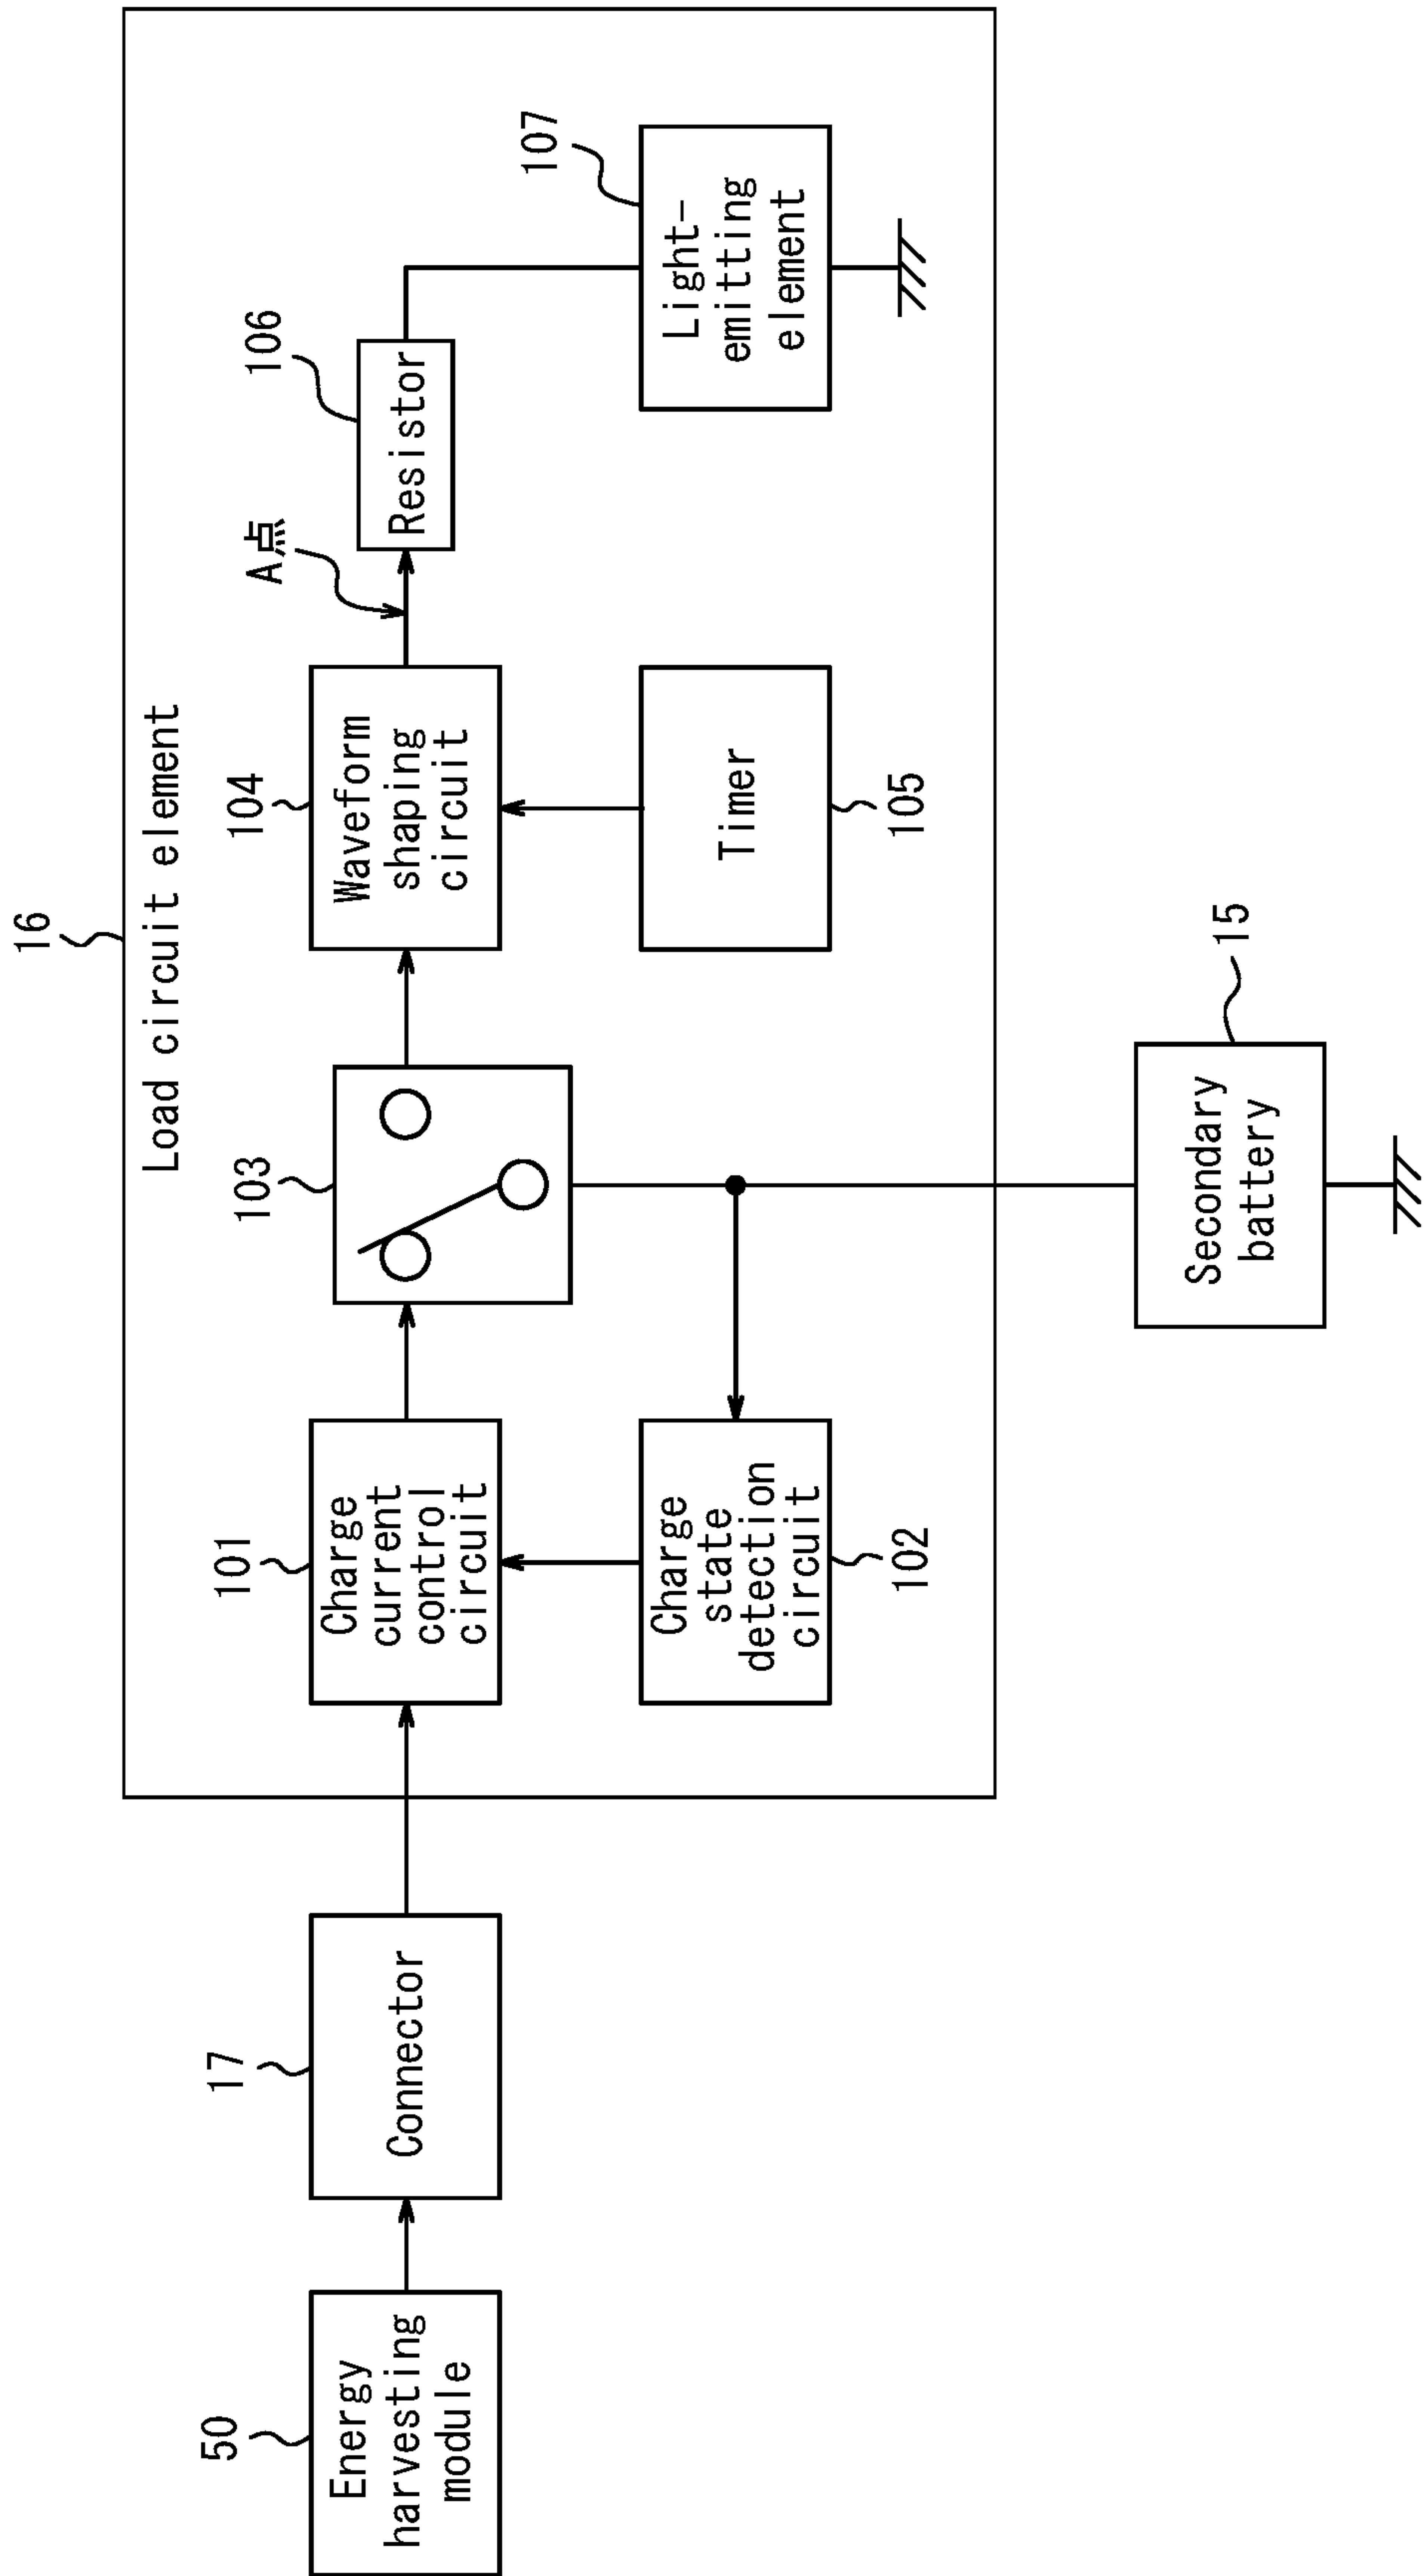 16
Load circuit element
50
Energy
harvesting
module
17
Connector
101
Charge
current
control
circuit
103
104
Waveform
shaping
circuit
A点
106
Resistor
107
Light-
emitting
element
Charge
state
detection
circuit
102
Timer
105
Secondary
battery
15